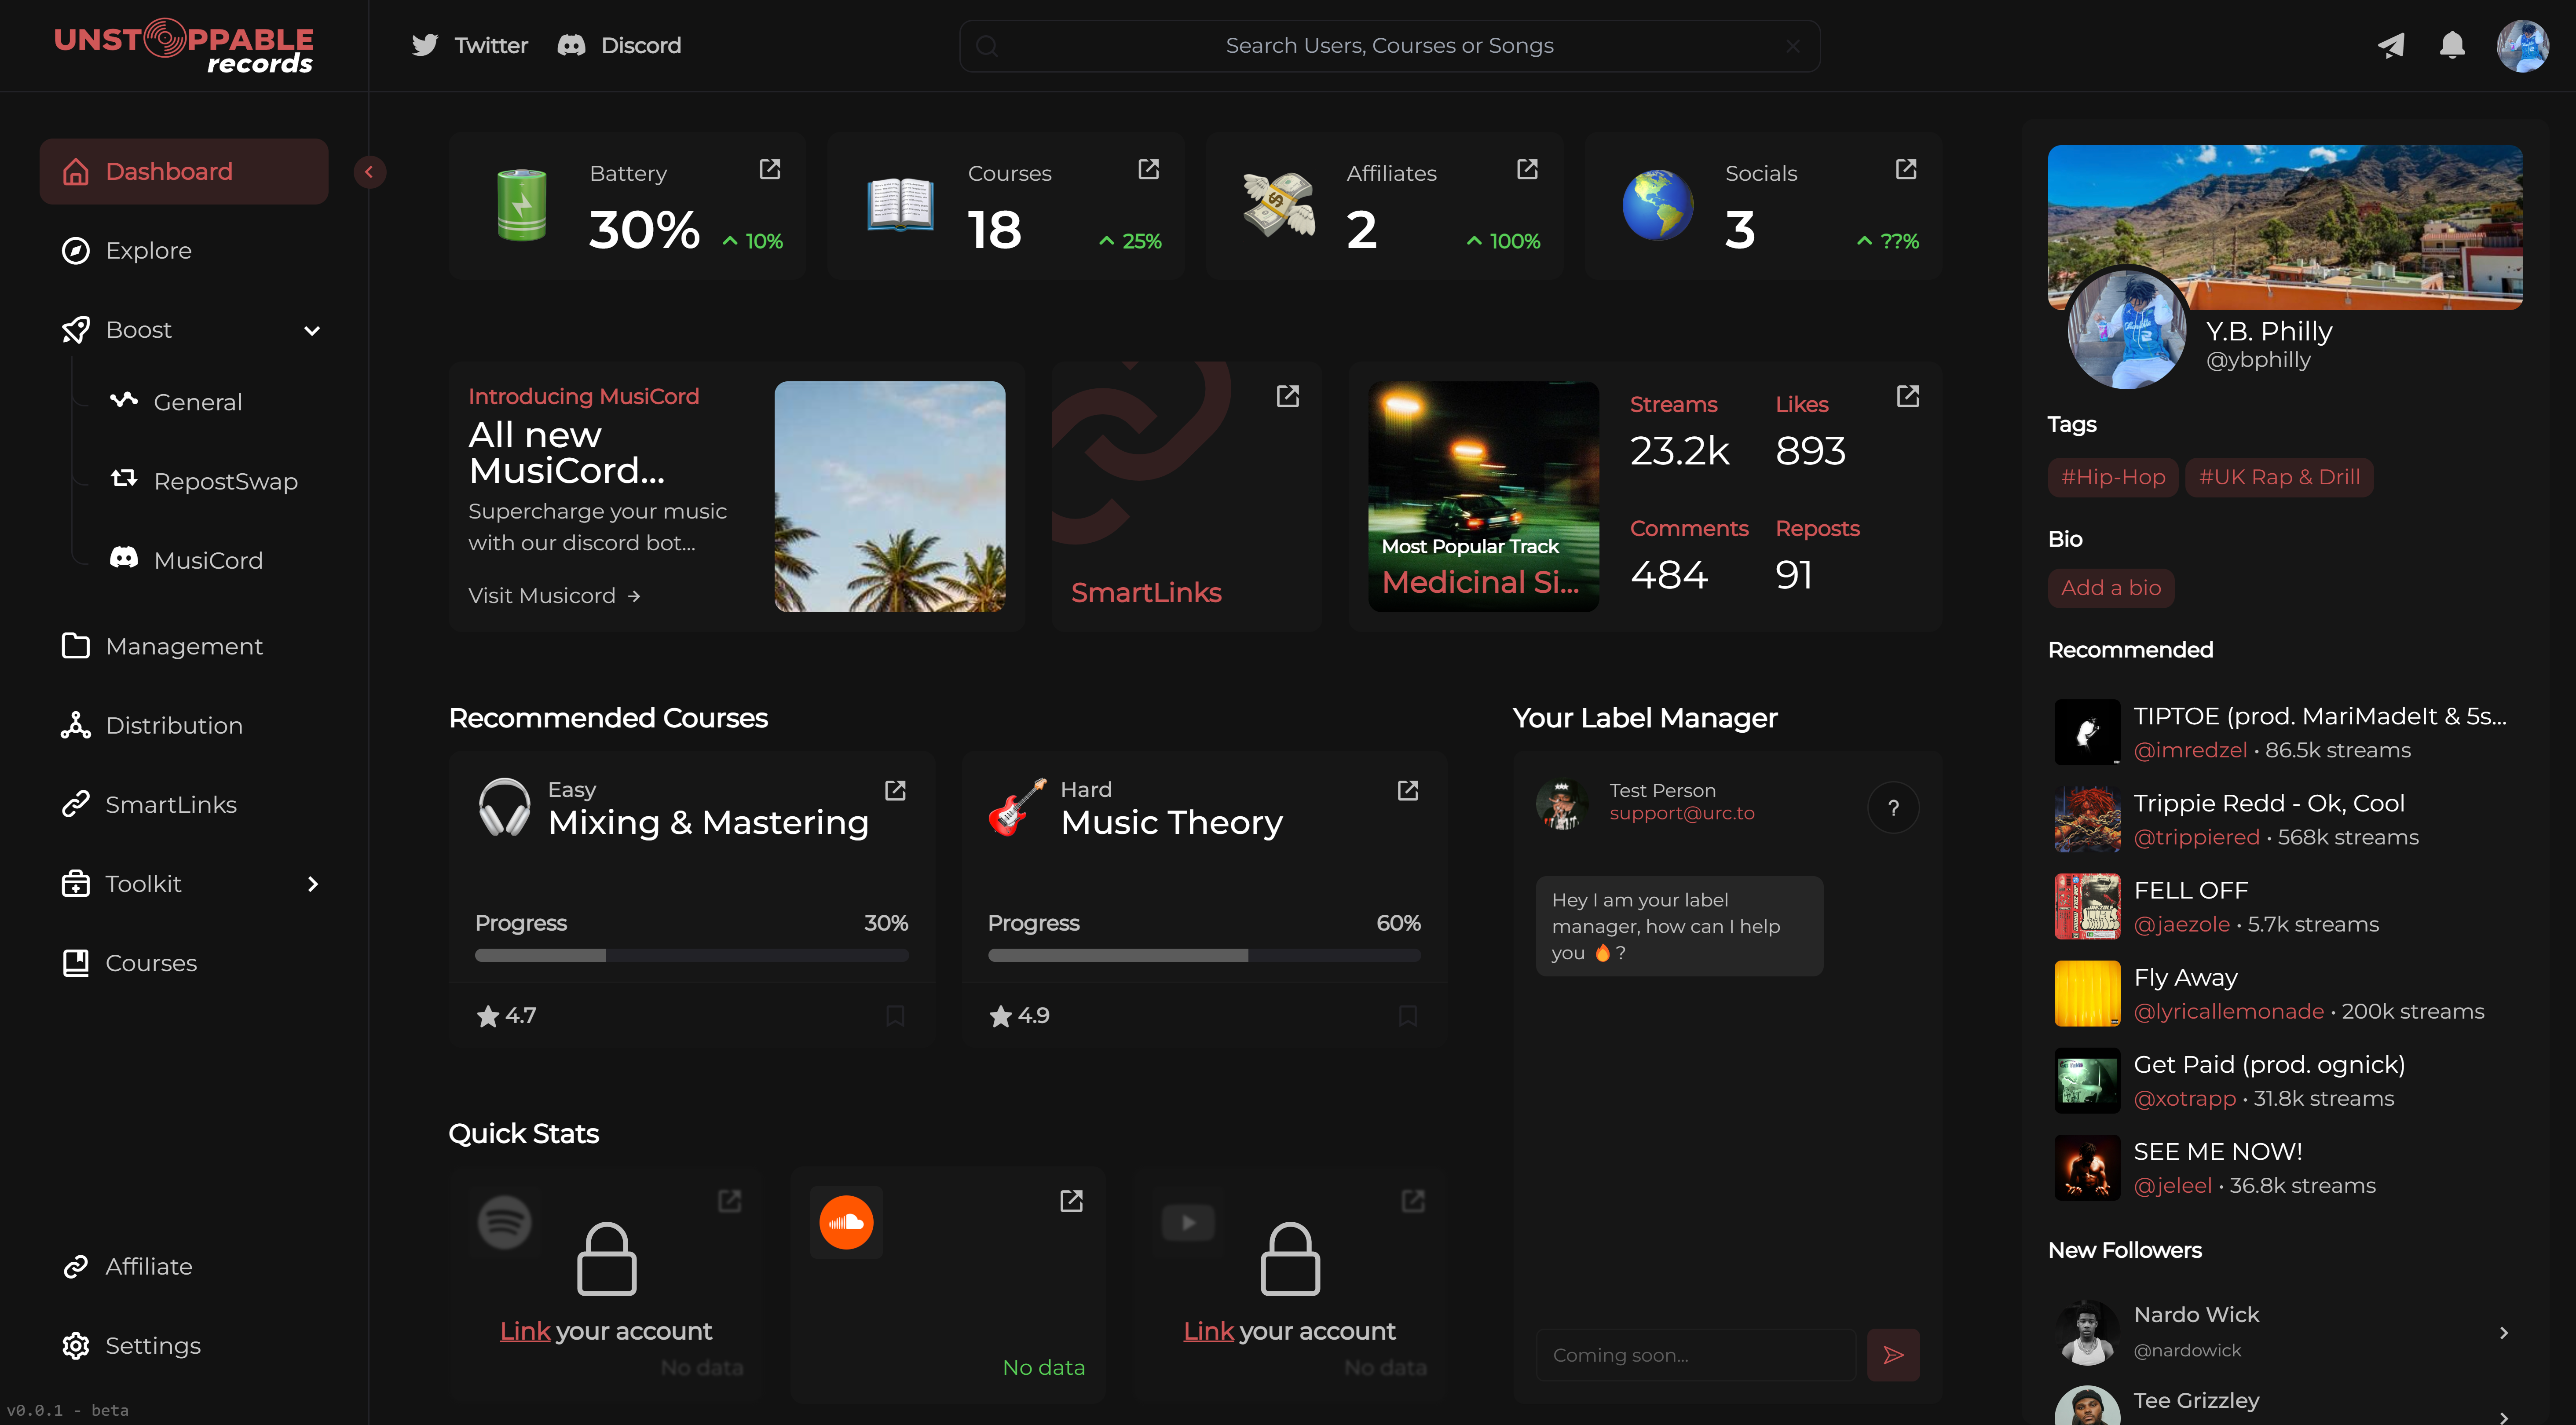 UNSTOPPABLE
records
Twitter
Discord
Search Users, Courses or Songs
Dashboard
Explore
Boost
General
RepostSwap
MusiCord
Management
Distribution
SmartLinks
Toolkit
Courses
Affiliate
Settings
v0.0.1 - beta
Battery
30%
10%
Courses
18
25%
Affiliates
2
100%
Socials
3
??%
Introducing MusiCord
All new
MusiCord...
Supercharge your music
with our discord bot...
Visit Musicord →
SmartLinks
Most Popular Track
Medicinal Si...
Streams
23.2k
Likes
893
Comments
484
Reposts
91
Recommended Courses
Easy
Mixing & Mastering
Progress
30%
4.7
Hard
Music Theory
Progress
60%
4.9
Your Label Manager
Test Person
support@urc.to
?
Hey I am your label
manager, how can I help
you 🔥 ?
Coming soon...
Quick Stats
Link your account
No data
No data
Link your account
No data
Y.B. Philly
@ybphilly
Tags
#Hip-Hop
#UK Rap & Drill
Bio
Add a bio
Recommended
TIPTOE (prod. MariMadeIt & 5s...
@imredzel • 86.5k streams
Trippie Redd - Ok, Cool
@trippiered • 568k streams
FELL OFF
@jaezole • 5.7k streams
Fly Away
@lyricallemonade • 200k streams
Get Paid (prod. ognick)
@xotrapp • 31.8k streams
SEE ME NOW!
@jeleel • 36.8k streams
New Followers
Nardo Wick
@nardowick
Tee Grizzley